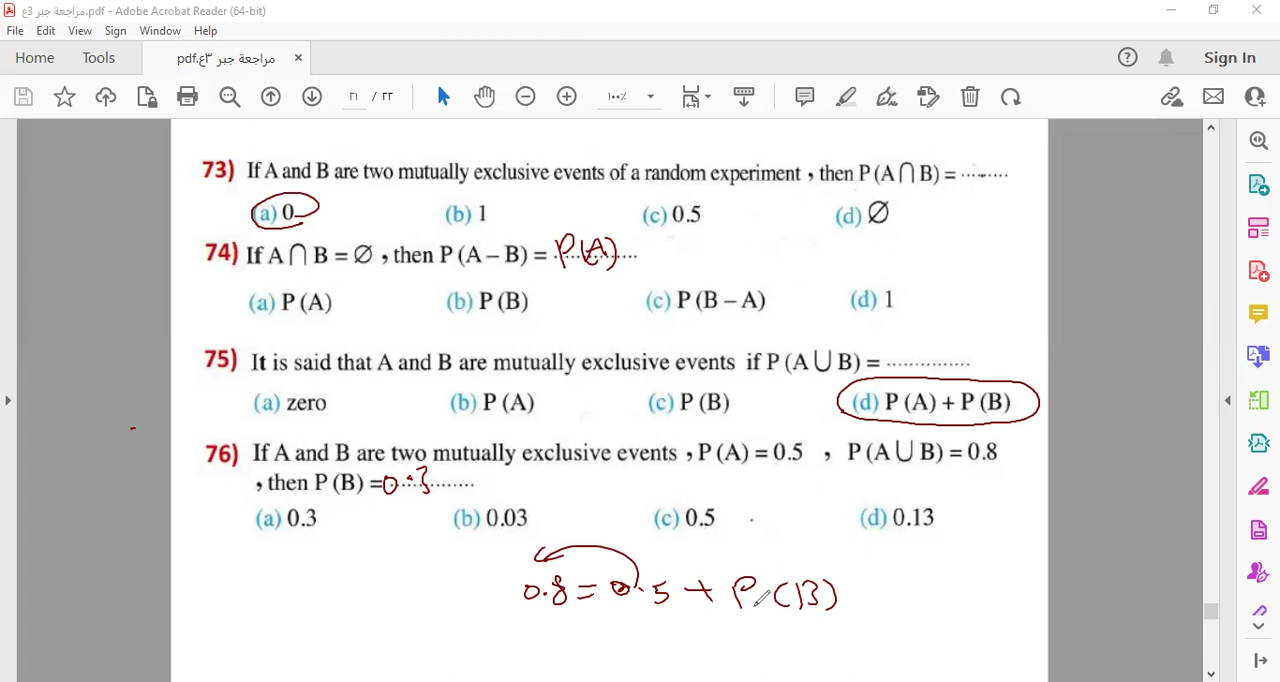 مراجعة جبر ٣ع.pdf - Adobe Acrobat Reader (64-bit)
File Edit View Sign Window Help
Home Tools مراجعة جبر ٣ع.pdf × Sign In
٢١ / ٢٢ ١٠٠٪
73) If A and B are two mutually exclusive events of a random experiment , then P (A ⋂ B) = ........
(a) 0 (b) 1 (c) 0.5 (d) ∅
74) If A ⋂ B = ∅ , then P (A – B) = P(A) ........
(a) P (A) (b) P (B) (c) P (B – A) (d) 1
75) It is said that A and B are mutually exclusive events if P (A ⋃ B) = ..............
(a) zero (b) P (A) (c) P (B) (d) P (A) + P (B)
76) If A and B are two mutually exclusive events , P (A) = 0.5 , P (A ⋃ B) = 0.8
, then P (B) = 0.3 ........
(a) 0.3 (b) 0.03 (c) 0.5 (d) 0.13
0.8 = 0.5 + P(B)